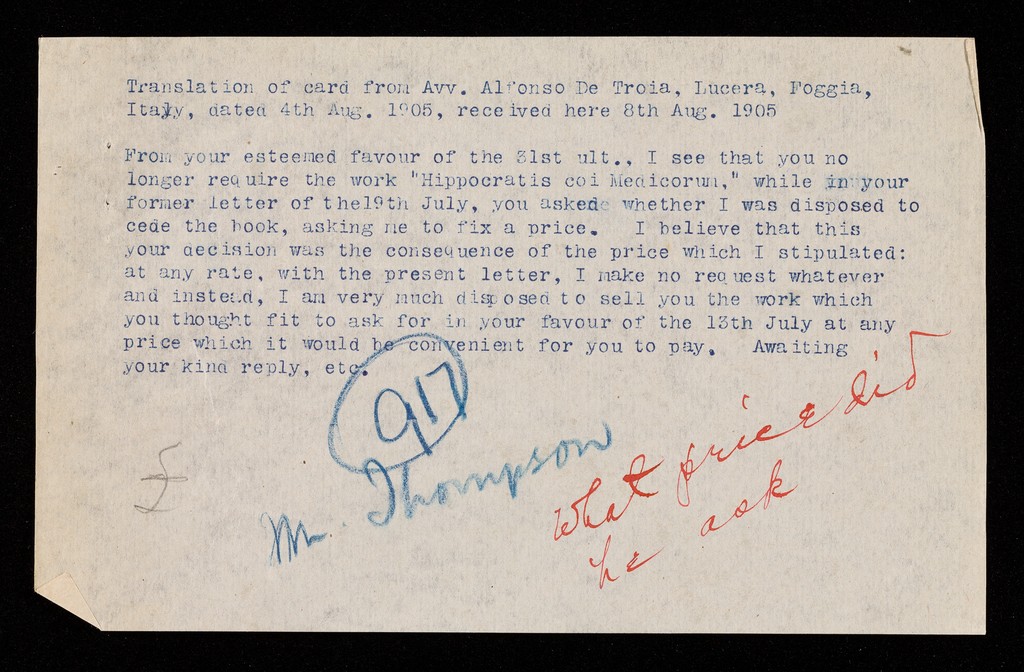 Translation of card from Avv. Alfonso De Troia, Lucera, Foggia,
Italy, dated 4th Aug. 1905, received here 8th Aug. 1905
From your esteemed favour of the 31st ult., I see that you no
longer require the work "Hippocratis coi Medicorum," while in your
former letter of the19th July, you asked whether I was disposed to
cede the book, asking me to fix a price. I believe that this
your decision was the consequence of the price which I stipulated:
at any rate, with the present letter, I make no request whatever
and instead, I am very much disposed to sell you the work which
you thought fit to ask for in your favour of the 13th July at any
price which it would be convenient for you to pay. Awaiting
your kind reply, etc.
917
Mr. Thompson
What price did
he ask